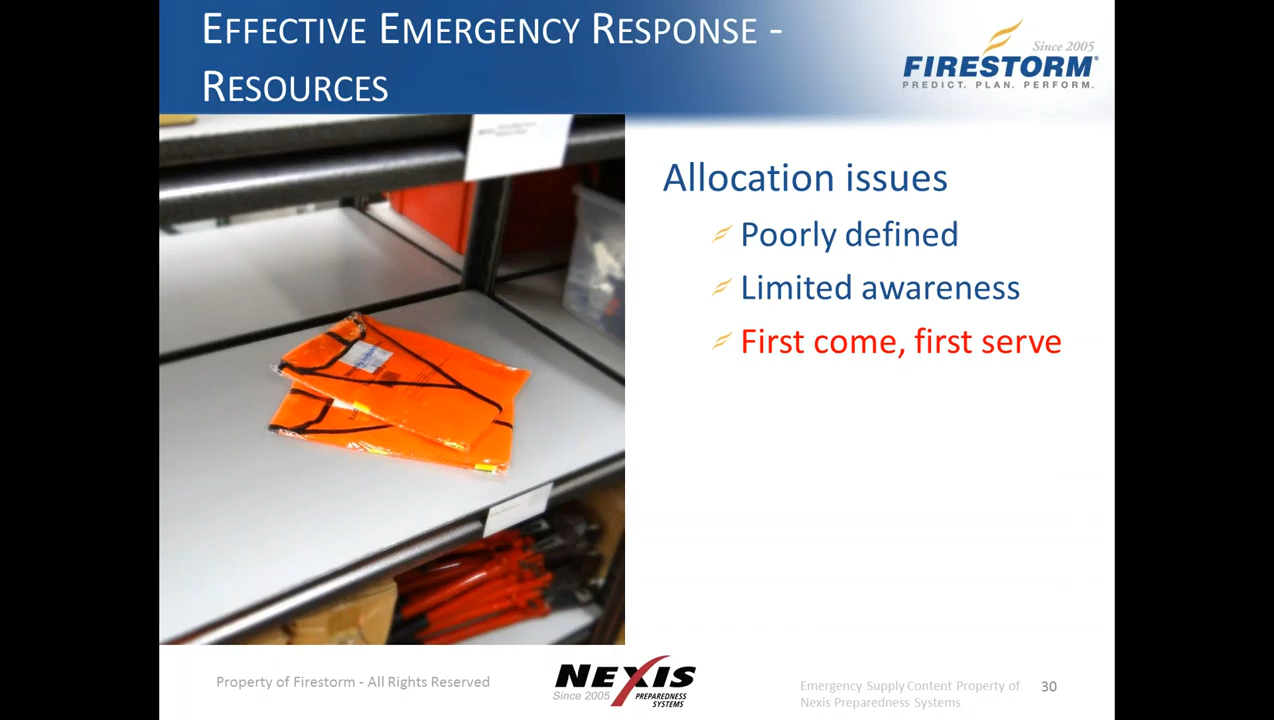 EFFECTIVE EMERGENCY RESPONSE -
RESOURCES
Since 2005
FIRESTORM®
PREDICT. PLAN. PERFORM.
Allocation issues
Poorly defined
Limited awareness
First come, first serve
Property of Firestorm - All Rights Reserved
NEXIS
Since 2005
PREPAREDNESS
SYSTEMS
Emergency Supply Content Property of
Nexis Preparedness Systems
30